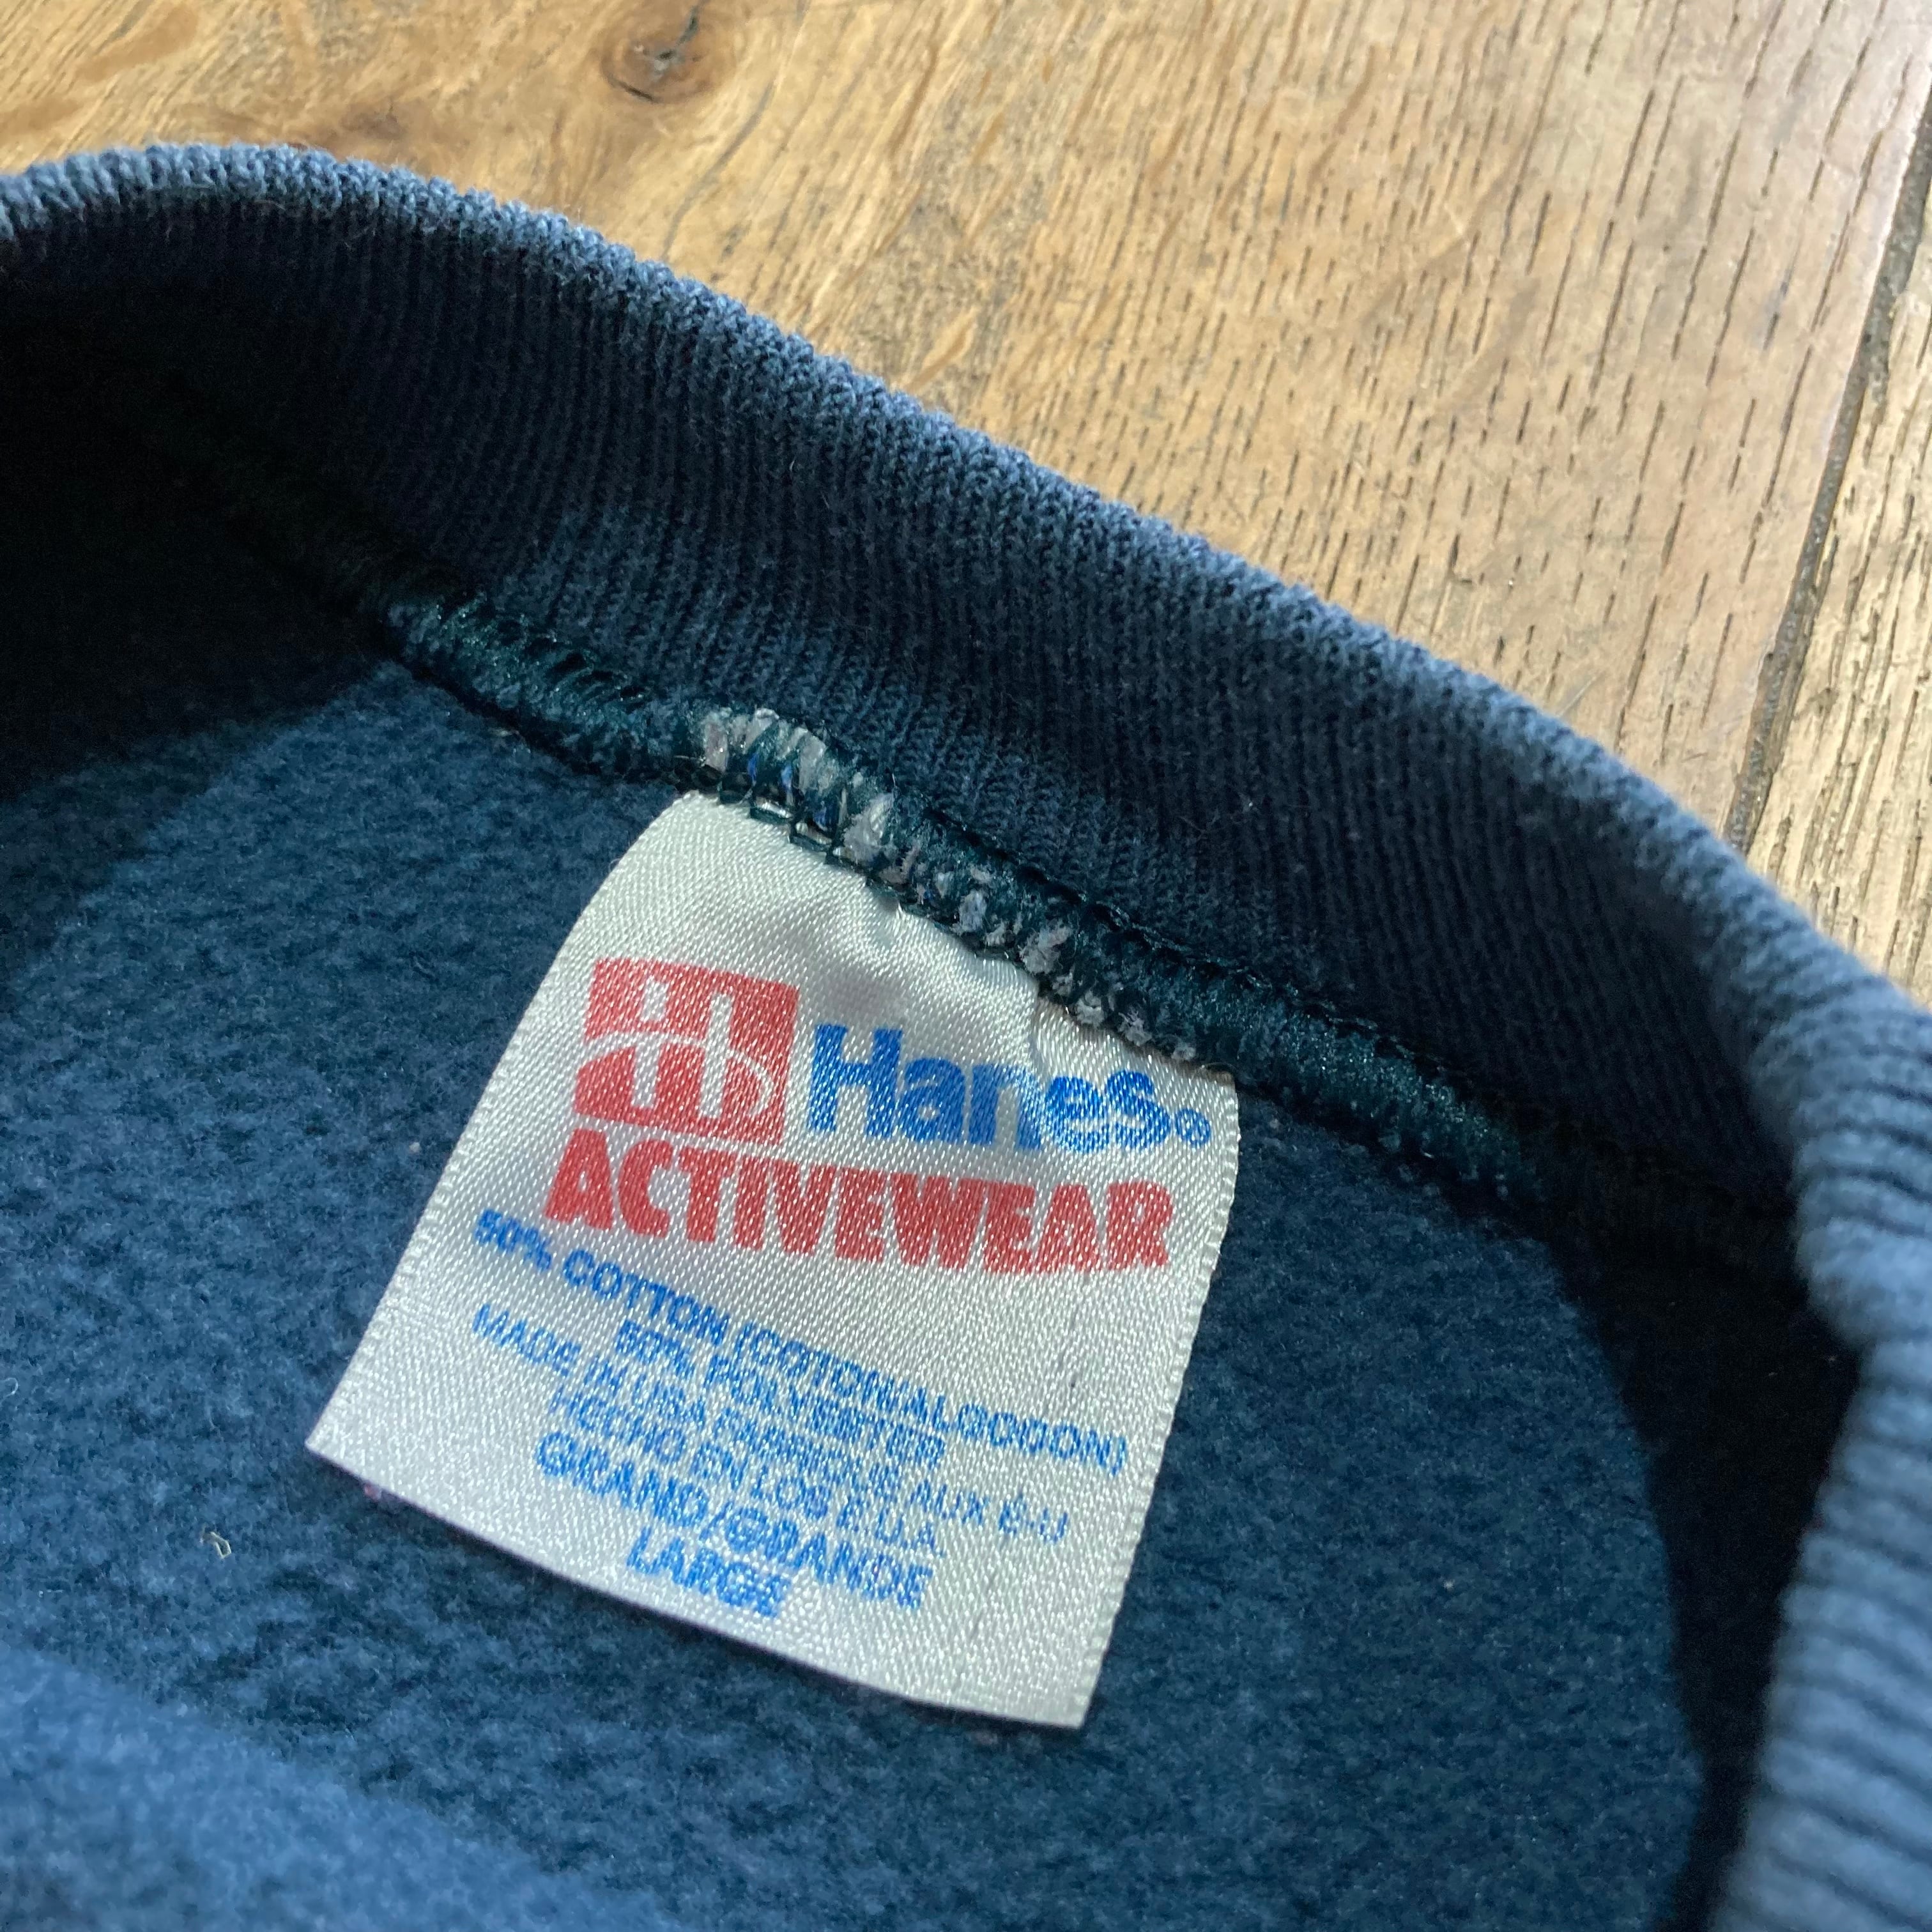 Hanes®
ACTIVEWEAR
50% COTTON (COTON/ALGODON)
50% POLYESTER
MADE IN USA/FABRIQUE AUX É-U
HECHO EN LOS E.U.A.
GRAND/GRANDE
LARGE